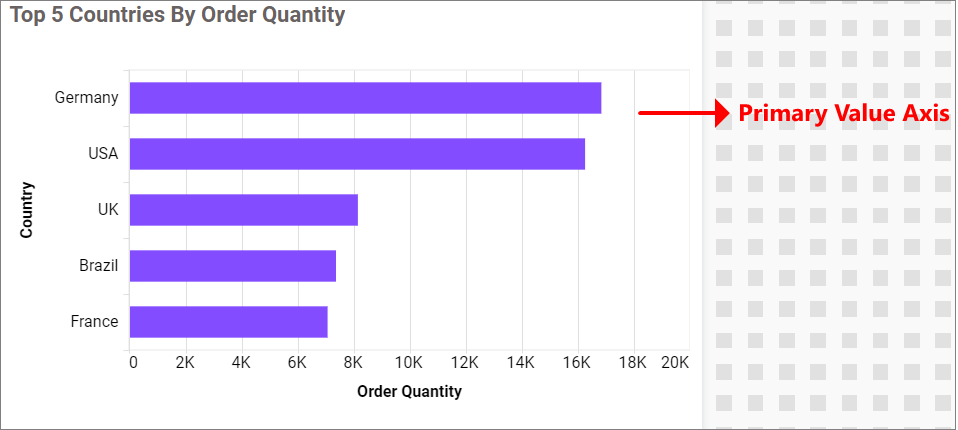 Top 5 Countries By Order Quantity
Germany
Primary Value Axis
USA
UK
Brazil
France
Country
0 2K 4K 6K 8K 10K 12K 14K 16K 18K 20K
Order Quantity